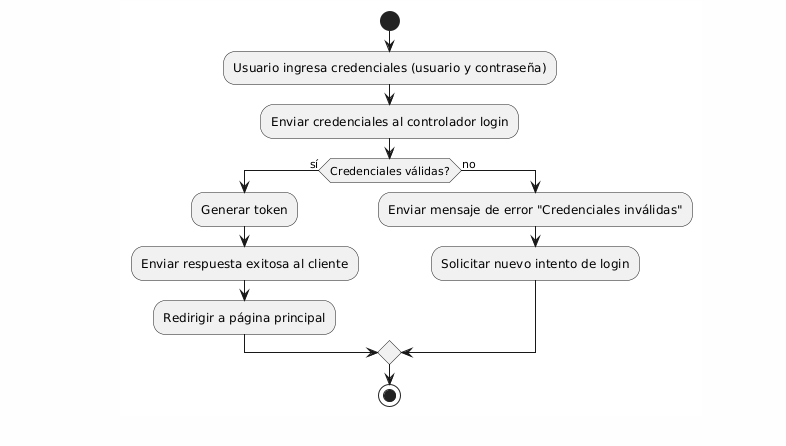 Usuario ingresa credenciales (usuario y contraseña)
Enviar credenciales al controlador login
sí
Credenciales válidas?
no
Generar token
Enviar mensaje de error "Credenciales inválidas"
Enviar respuesta exitosa al cliente
Solicitar nuevo intento de login
Redirigir a página principal